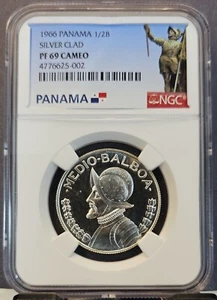 1966 PANAMA 1/2B
SILVER CLAD
PF 69 CAMEO
4776625-002
PANAMA
NGC
MEDIO·BALBOA